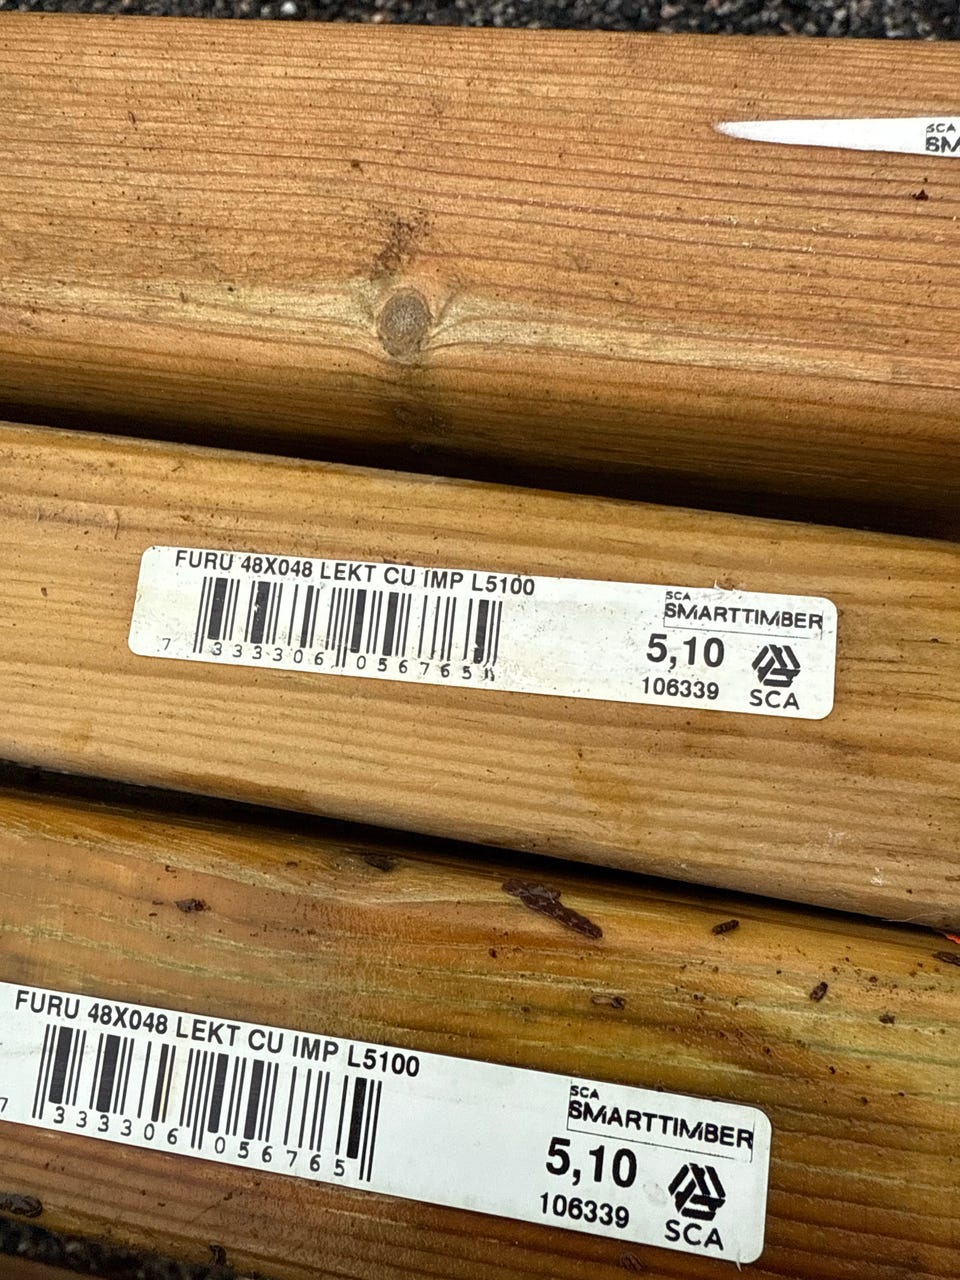 SCA
FURU 48X048 LEKT CU IMP L5100
7 333306 056765
SCA
SMARTTIMBER
5,10
106339
SCA
FURU 48X048 LEKT CU IMP L5100
7 333306 056765
SCA
SMARTTIMBER
5,10
106339
SCA